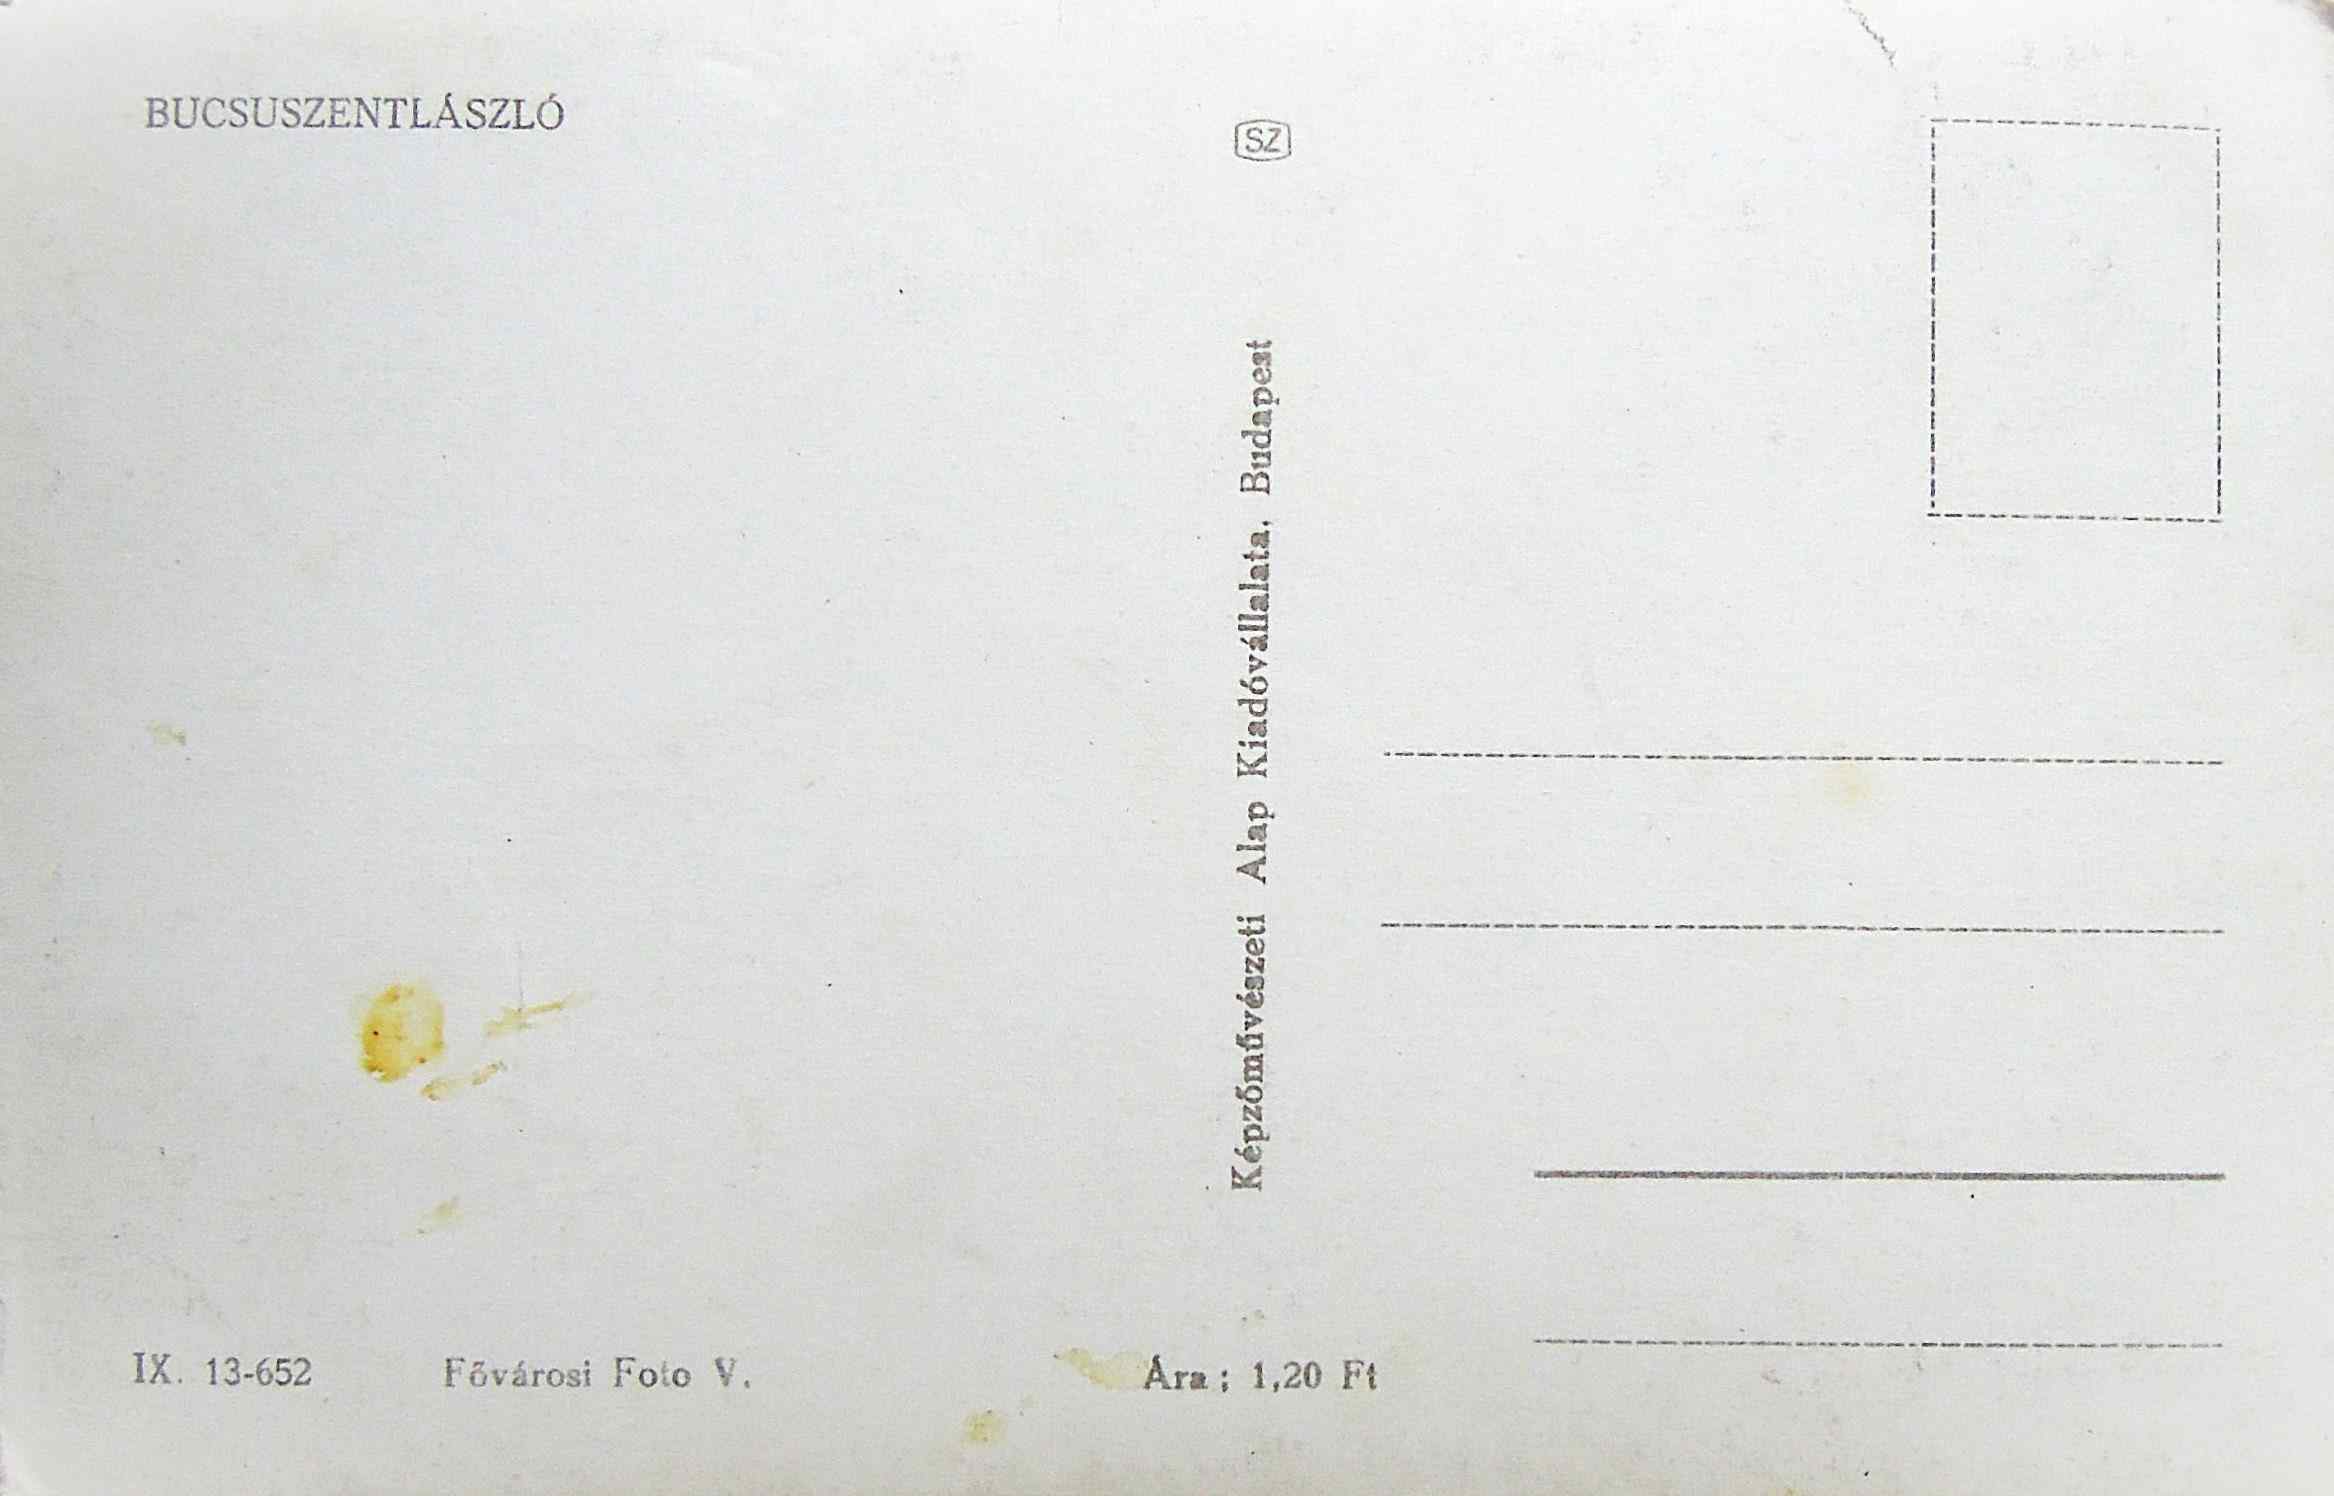 BUCSUSZENTLÁSZLÓ
SZ
Képzőművészeti Alap Kiadóvállalata, Budapest
IX. 13-652 Fővárosi Foto V. Ára: 1,20 Ft